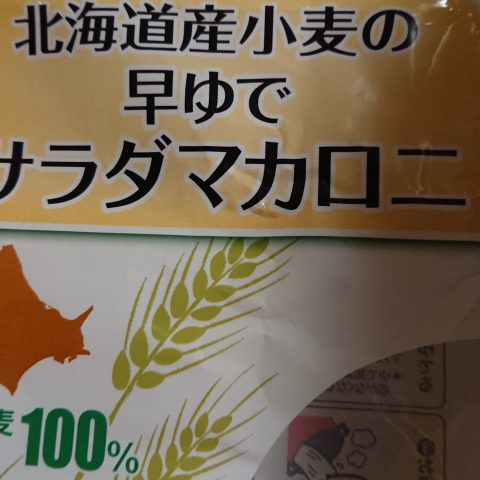 北海道産小麦の
早ゆで
サラダマカロニ
麦100%